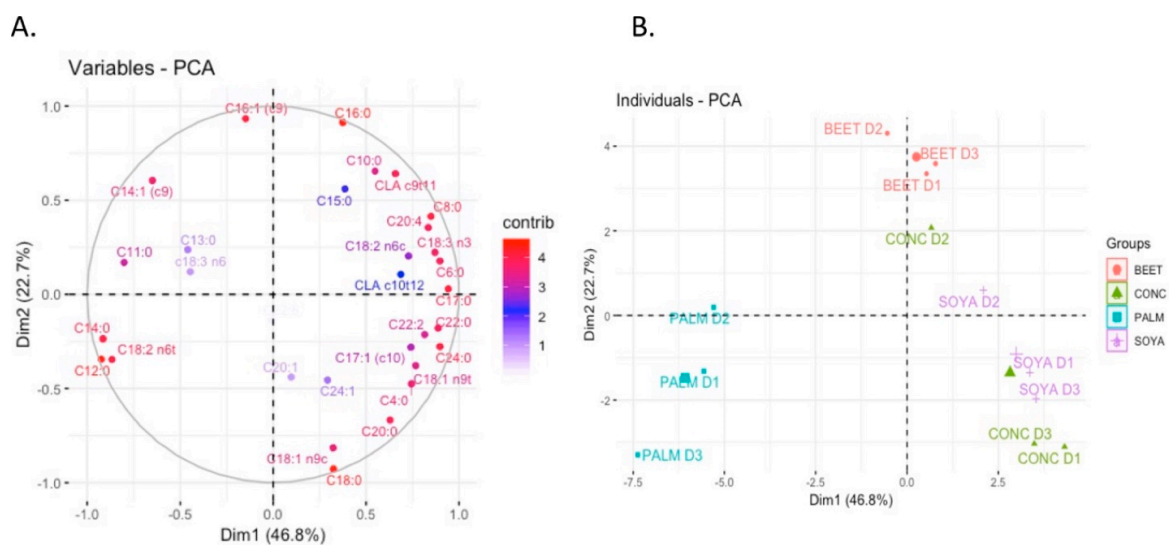 A.
Variables - PCA
1.0
0.5
0.0
-0.5
-1.0
Dim2 (22.7%)
C16:1 (c9)
C16:0
C10:0
CLA c9t11
C14:1 (c9)
C15:0
C8:0
C20:4
C13:0
C18:2 n6c
C18:3 n3
C11:0
c18:3 n6
C6:0
CLA c10t12
C17:0
C14:0
C22:2
C22:0
C18:2 n6t
C17:1 (c10)
C24:0
C12:0
C20:1
C18:1 n9t
C24:1
C4:0
C20:0
C18:1 n9c
C18:0
-1.0
-0.5
0.0
0.5
1.0
Dim1 (46.8%)
contrib
4
3
2
1
B.
Individuals - PCA
4
2
0
-2
Dim2 (22.7%)
BEET D2
BEET D3
BEET D1
CONC D2
SOYA D2
PALM D2
SOYA D1
PALM D1
SOYA D3
CONC D3
PALM D3
CONC D1
-7.5
-5.0
-2.5
0.0
2.5
Dim1 (46.8%)
Groups
BEET
CONC
PALM
SOYA